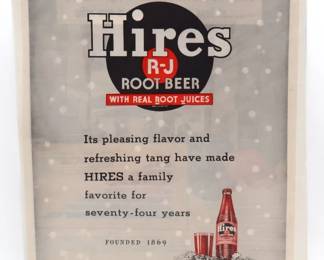 Hires
R-J
ROOT BEER
WITH REAL ROOT JUICES
Its pleasing flavor and
refreshing tang have made
HIRES a family
favorite for
seventy-four years
FOUNDED 1869
Hires